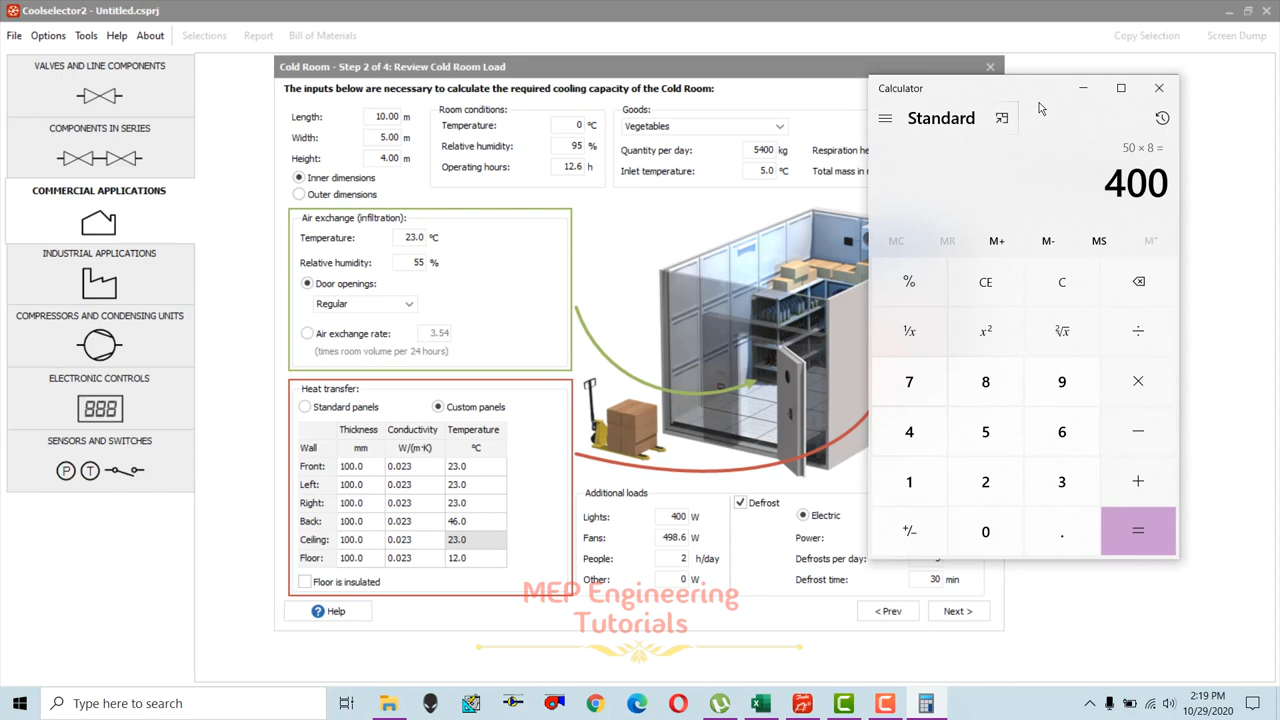 Coolselector2 - Untitled.csprj
File Options Tools Help About Selections Report Bill of Materials Copy Selection Screen Dump
VALVES AND LINE COMPONENTS
COMPONENTS IN SERIES
COMMERCIAL APPLICATIONS
INDUSTRIAL APPLICATIONS
COMPRESSORS AND CONDENSING UNITS
ELECTRONIC CONTROLS
888
SENSORS AND SWITCHES
P T
Cold Room - Step 2 of 4: Review Cold Room Load
The inputs below are necessary to calculate the required cooling capacity of the Cold Room:
Length: 10.00 m
Width: 5.00 m
Height: 4.00 m
Inner dimensions
Outer dimensions
Room conditions:
Temperature: 0 °C
Relative humidity: 95 %
Operating hours: 12.6 h
Goods:
Vegetables
Quantity per day: 5400 kg Respiration he
Inlet temperature: 5.0 °C Total mass in r
Air exchange (infiltration):
Temperature: 23.0 °C
Relative humidity: 55 %
Door openings:
Regular
Air exchange rate: 3.54
(times room volume per 24 hours)
Heat transfer:
Standard panels Custom panels
Thickness Conductivity Temperature
Wall mm W/(m·K) °C
Front: 100.0 0.023 23.0
Left: 100.0 0.023 23.0
Right: 100.0 0.023 23.0
Back: 100.0 0.023 46.0
Ceiling: 100.0 0.023 23.0
Floor: 100.0 0.023 12.0
Floor is insulated
Additional loads
Lights: 400 W
Fans: 498.6 W
People: 2 h/day
Other: 0 W
Defrost Electric
Power:
Defrosts per day:
Defrost time: 30 min
? Help
< Prev Next >
MEP Engineering
Tutorials
Calculator
Standard
50 × 8 =
400
MC MR M+ M- MS M˅
% CE C
¹/x x² ²√x ÷
7 8 9 ×
4 5 6 −
1 2 3 +
+/− 0 . =
Type here to search
2:19 PM
10/29/2020